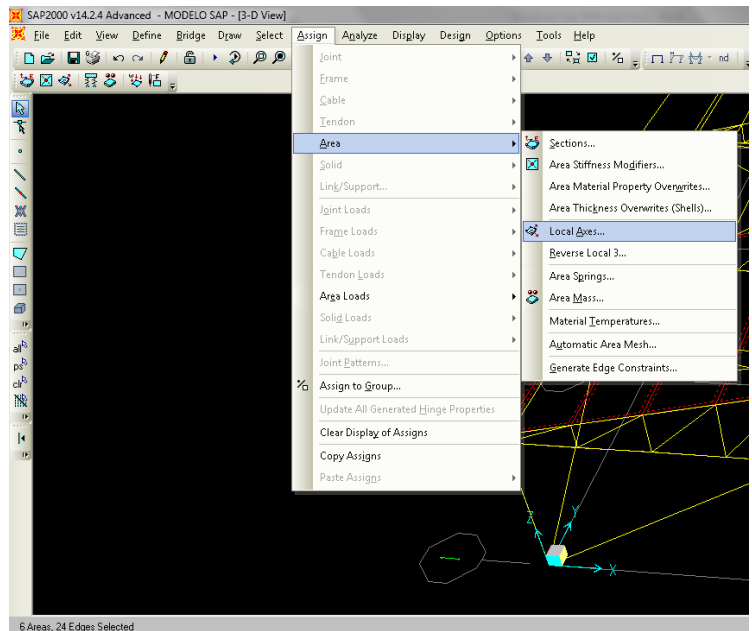 SAP2000 v14.2.4 Advanced - MODELO SAP - [3-D View]
File Edit View Define Bridge Draw Select Assign Analyze Display Design Options Tools Help
nd
Joint
Frame
Cable
Tendon
Area
Solid
Link/Support...
Joint Loads
Frame Loads
Cable Loads
Tendon Loads
Area Loads
Solid Loads
Link/Support Loads
Joint Patterns...
Assign to Group...
Update All Generated Hinge Properties
Clear Display of Assigns
Copy Assigns
Paste Assigns
Sections...
Area Stiffness Modifiers...
Area Material Property Overwrites...
Area Thickness Overwrites (Shells)...
Local Axes...
Reverse Local 3...
Area Springs...
Area Mass...
Material Temperatures...
Automatic Area Mesh...
Generate Edge Constraints...
all
ps
clr
Z
Y
X
6 Areas, 24 Edges Selected